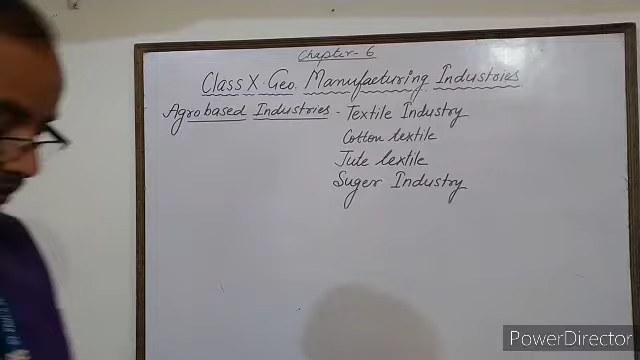 Chapter-6
Class X. Geo. Manufacturing Industries
Agrobased Industries - Textile Industry
Cotton textile
Jute textile
Suger Industry
PowerDirector